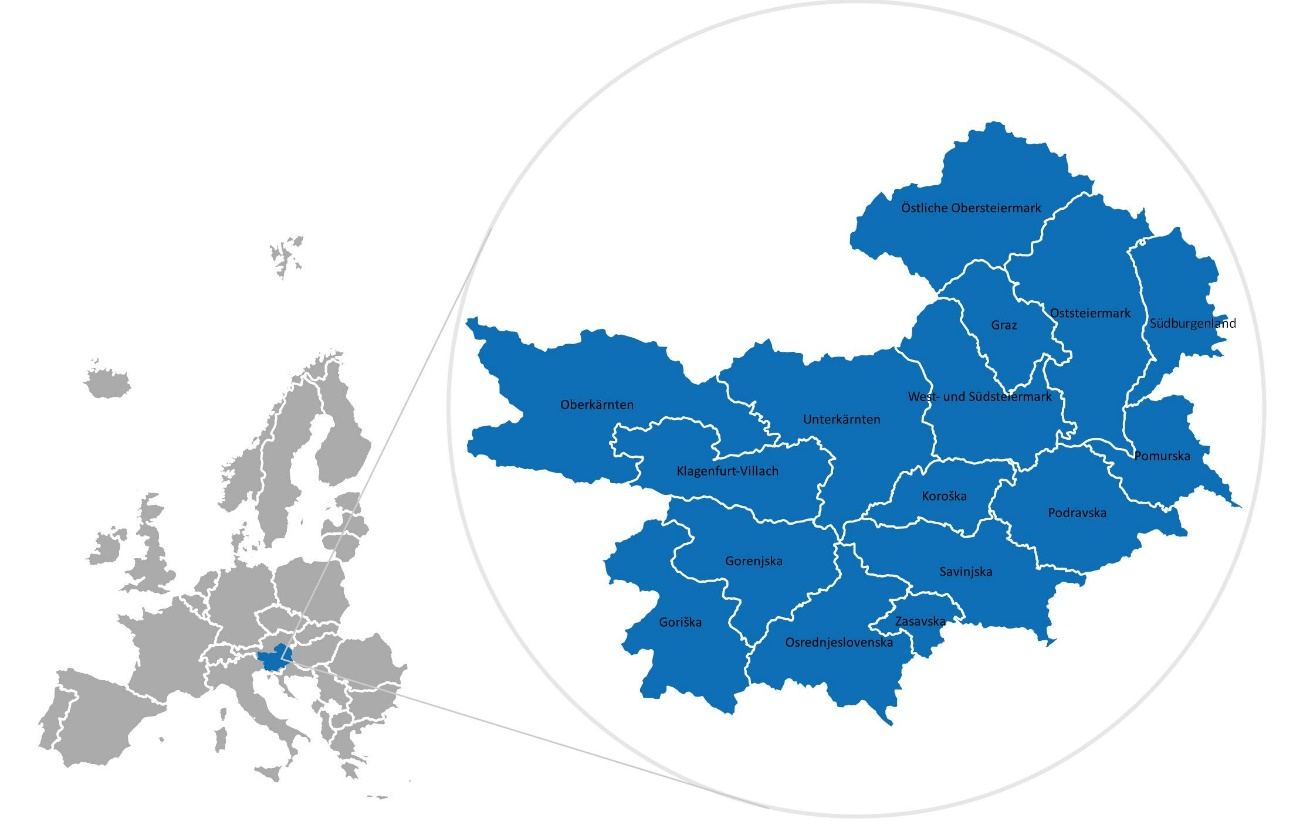 Östliche Obersteiermark
Graz
Oststeiermark
Südburgenland
West- und Südsteiermark
Oberkärnten
Unterkärnten
Klagenfurt-Villach
Pomurska
Koroška
Podravska
Gorenjska
Savinjska
Goriška
Zasavska
Osrednjeslovenska